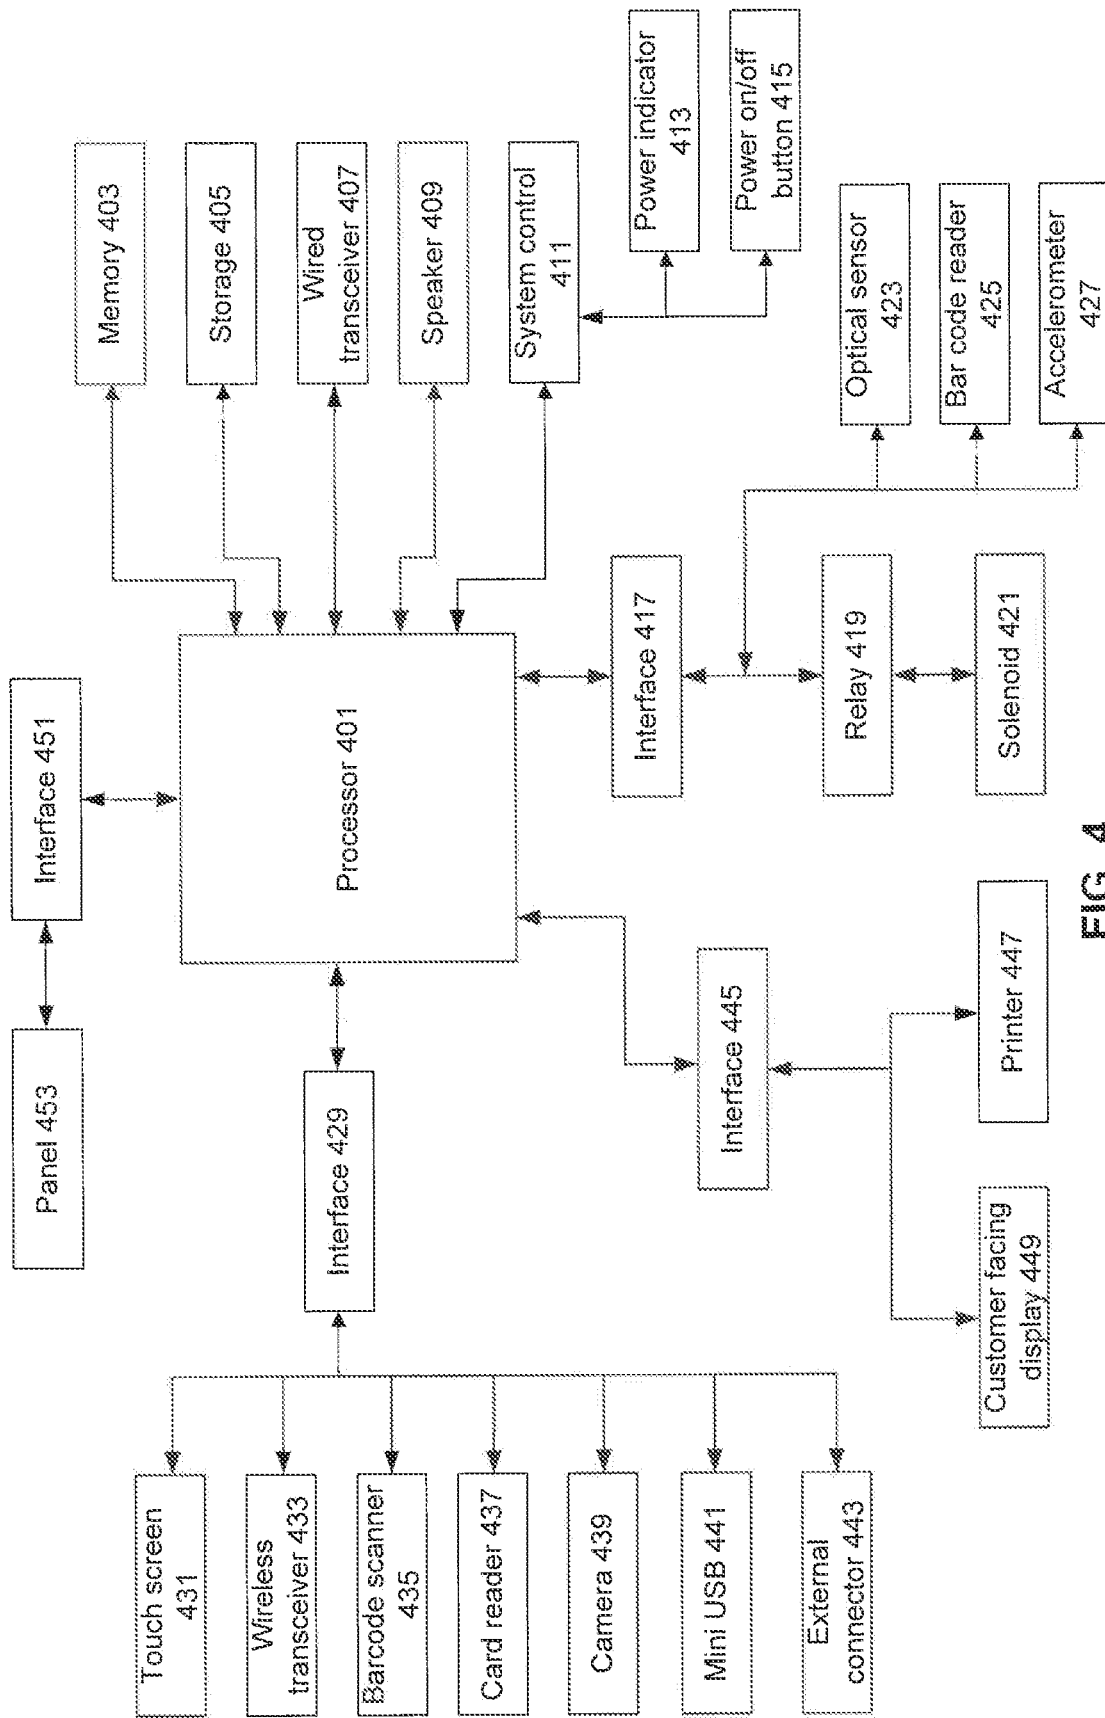 Touch screen
431
Wireless
transceiver 433
Barcode scanner
435
Card reader 437
Camera 439
Mini USB 441
External
connector 443
Panel 453
Interface 451
Interface 429
Processor 401
Memory 403
Storage 405
Wired
transceiver 407
Speaker 409
System control
411
Power indicator
413
Power on/off
button 415
Interface 445
Customer facing
display 449
Printer 447
Interface 417
Relay 419
Solenoid 421
Optical sensor
423
Bar code reader
425
Accelerometer
427
FIG. 4